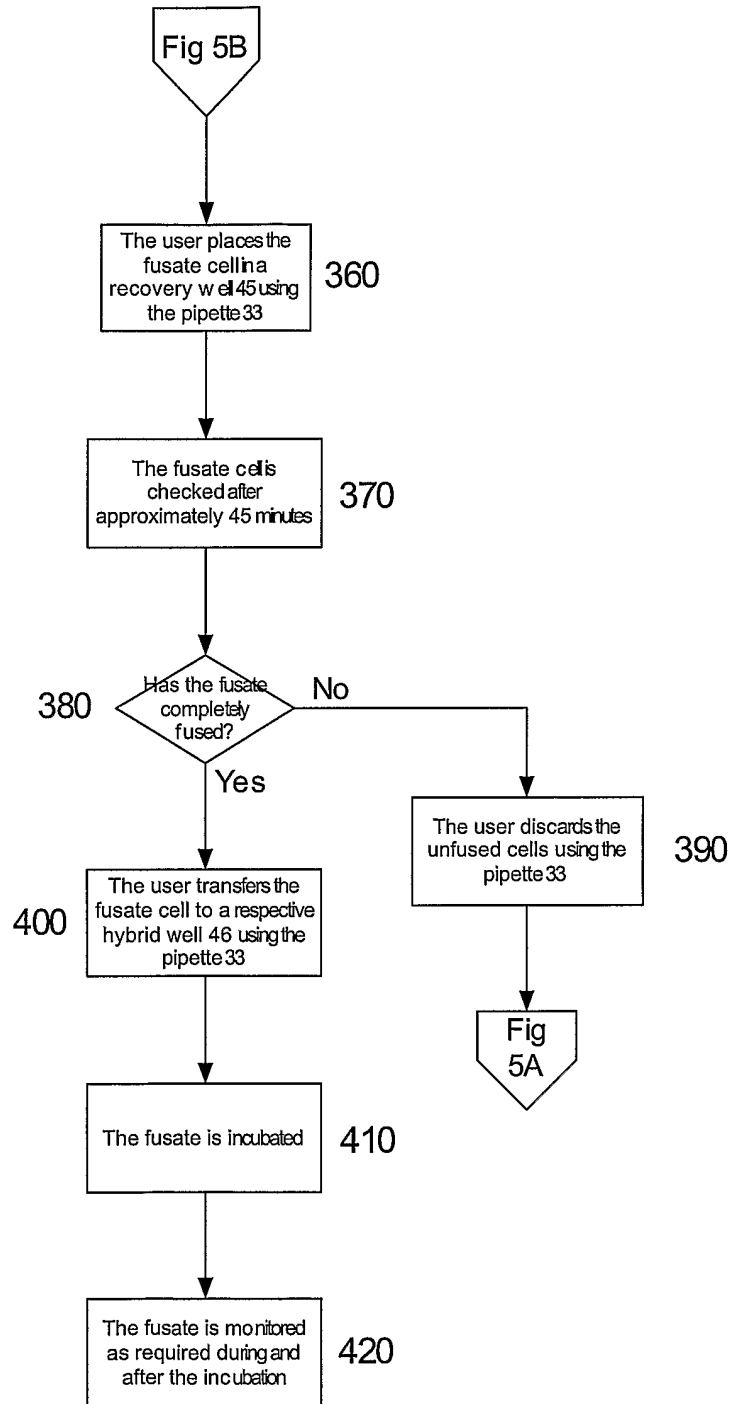 Fig 5B
The user places the
fusate cell in a
recovery well 45 using
the pipette 33
360
The fusate cell is
checked after
approximately 45 minutes
370
380
Has the fusate
completely
fused?
No
Yes
The user discards the
unfused cells using the
pipette 33
390
400
The user transfers the
fusate cell to a respective
hybrid well 46 using the
pipette 33
Fig
5A
The fusate is incubated
410
The fusate is monitored
as required during and
after the incubation
420